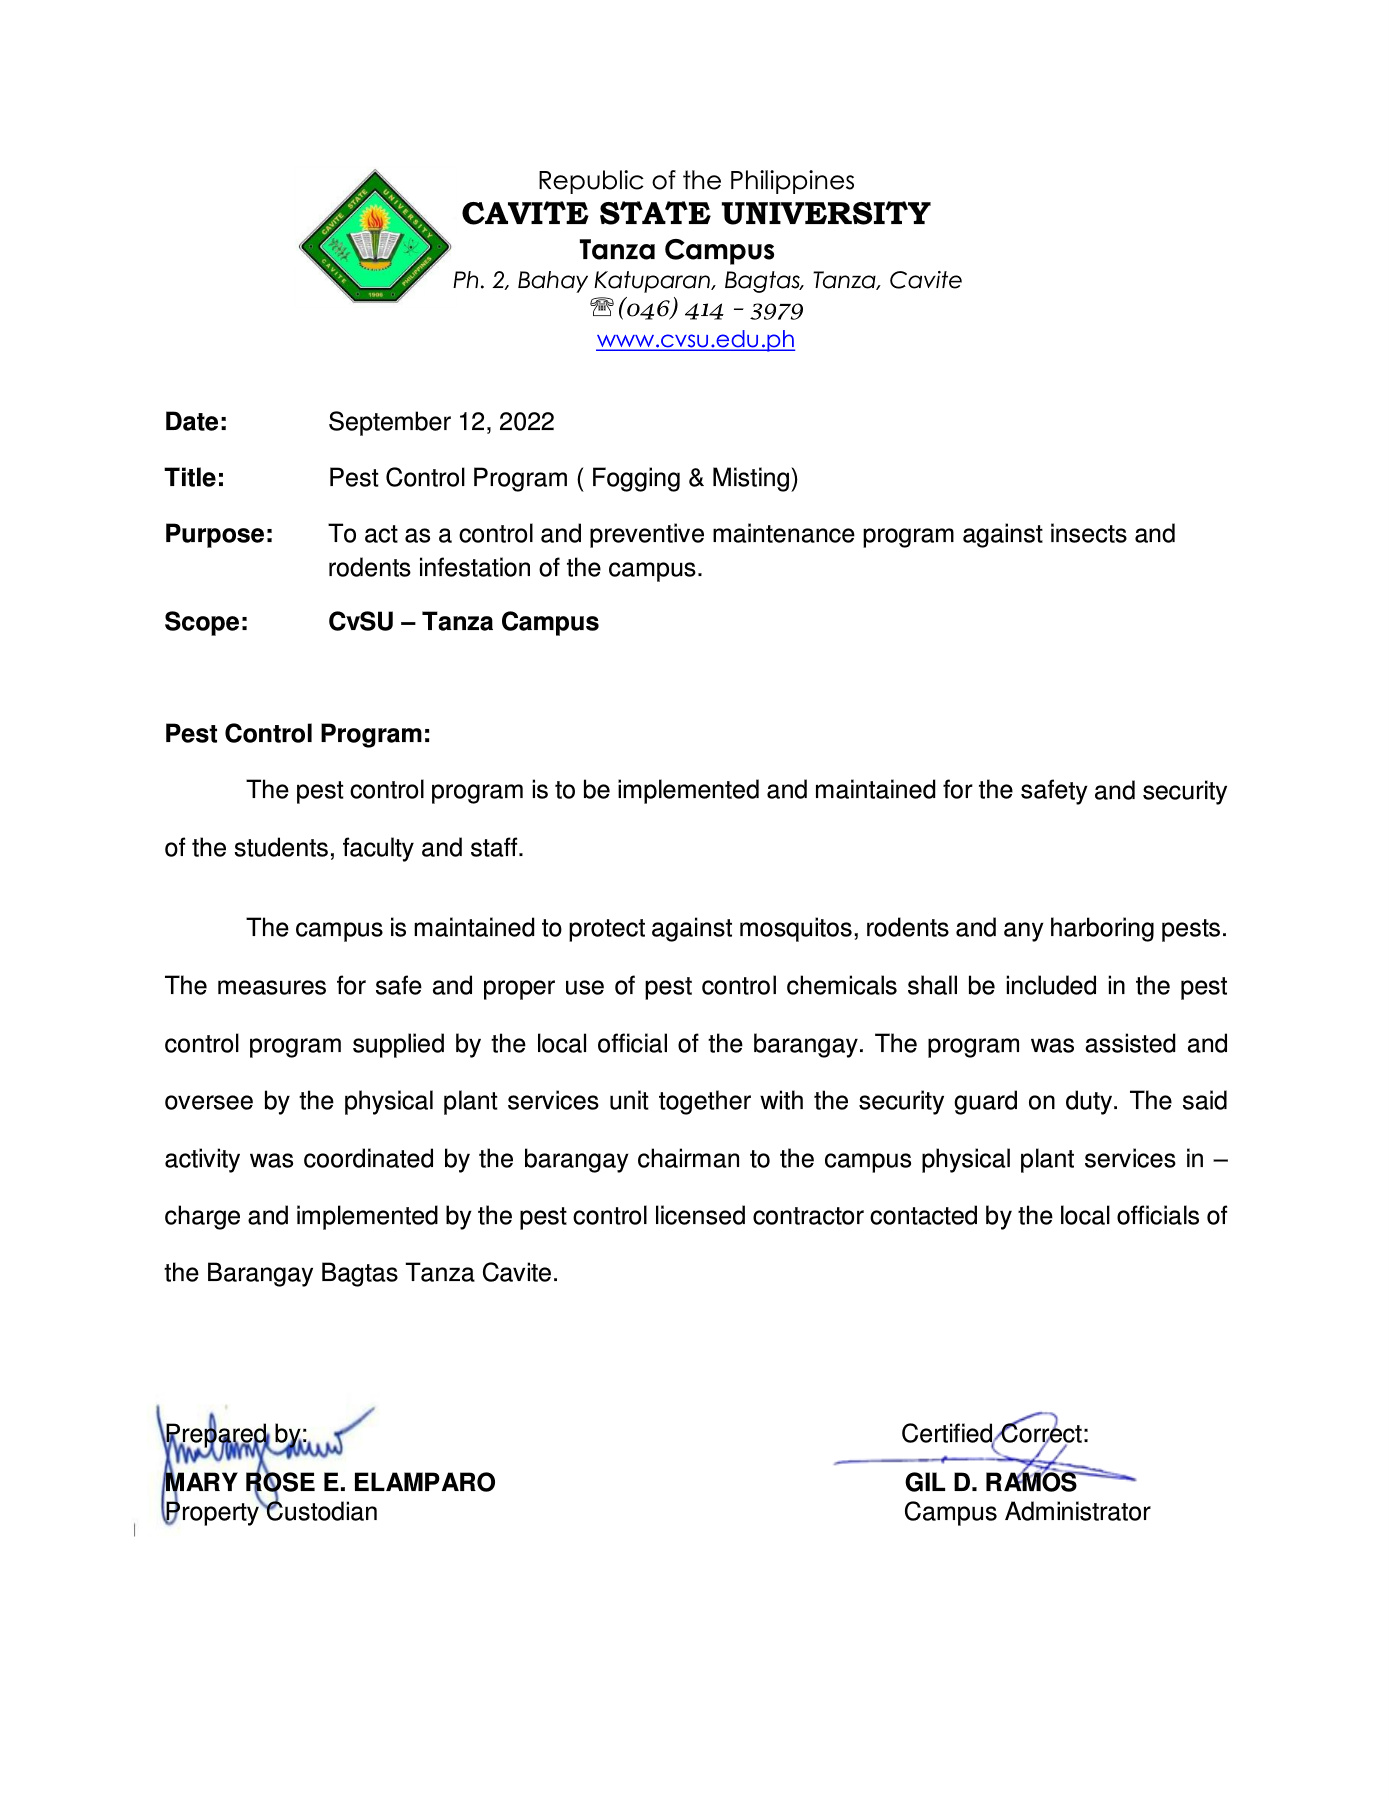 Republic of the Philippines
CAVITE STATE UNIVERSITY
Tanza Campus
Ph. 2, Bahay Katuparan, Bagtas, Tanza, Cavite
☏(046) 414 – 3979
www.cvsu.edu.ph
CAVITE STATE UNIVERSITY
CAVITE 1906 PHILIPPINES
Date: September 12, 2022
Title: Pest Control Program ( Fogging & Misting)
Purpose: To act as a control and preventive maintenance program against insects and
rodents infestation of the campus.
Scope: CvSU – Tanza Campus
Pest Control Program:
The pest control program is to be implemented and maintained for the safety and security
of the students, faculty and staff.
The campus is maintained to protect against mosquitos, rodents and any harboring pests.
The measures for safe and proper use of pest control chemicals shall be included in the pest
control program supplied by the local official of the barangay. The program was assisted and
oversee by the physical plant services unit together with the security guard on duty. The said
activity was coordinated by the barangay chairman to the campus physical plant services in –
charge and implemented by the pest control licensed contractor contacted by the local officials of
the Barangay Bagtas Tanza Cavite.
Prepared by: Certified Correct:
MARY ROSE E. ELAMPARO GIL D. RAMOS
Property Custodian Campus Administrator